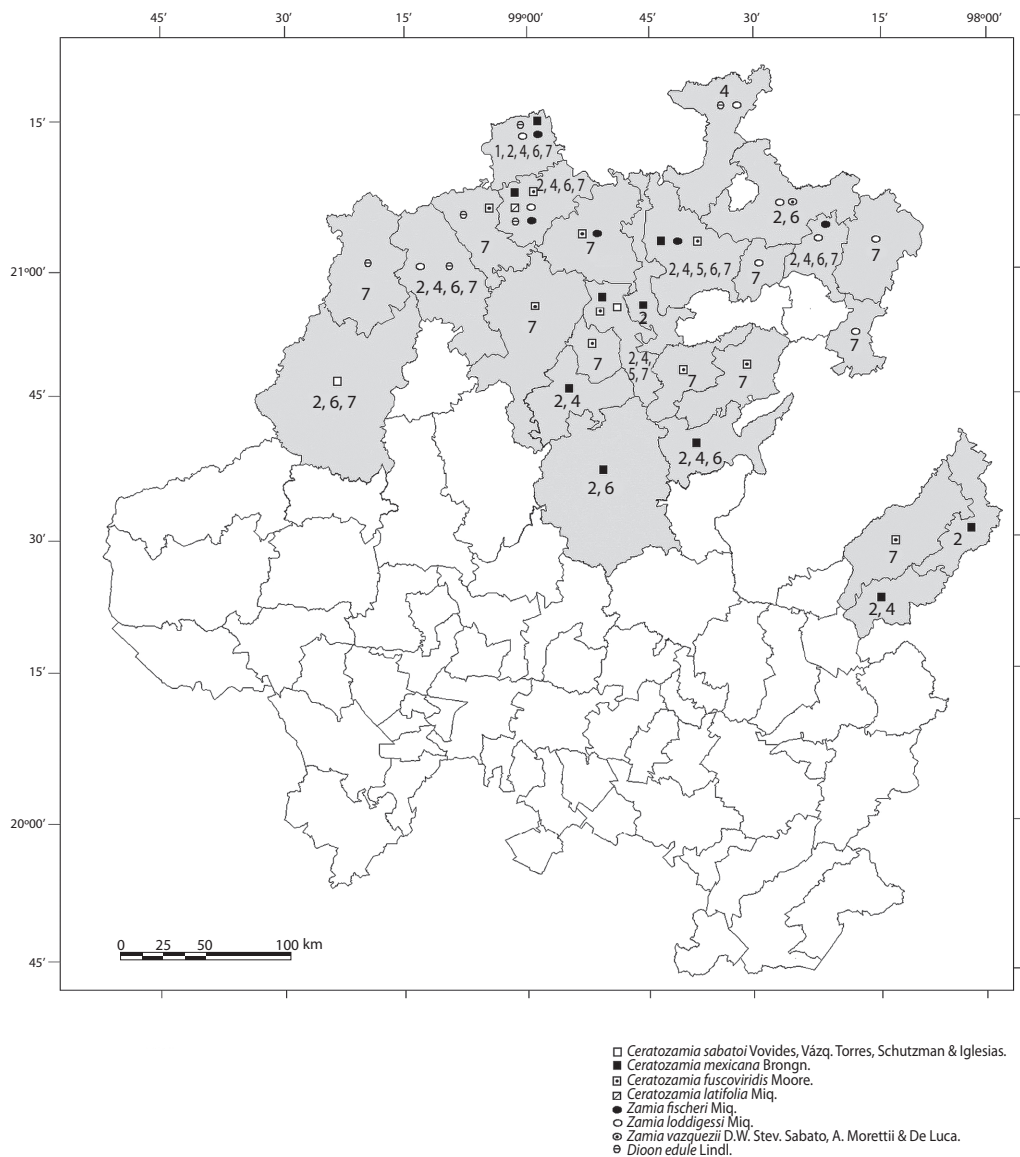 45′ 30′ 15′ 99º00′ 45′ 30′ 15′ 98º00′
4
15′
1, 2, 4, 6, 7
2, 4, 6, 7
2, 6
7
7
2, 4, 6, 7
7
21º00′
7
2, 4, 6, 7
2, 4, 5, 6, 7
7
7
2
7
7
2, 4,
5, 7
7
7
45′
2, 6, 7
2, 4
2, 4, 6
2, 6
30′
7
2
2, 4
15′
20º00′
0 25 50 100 km
45′
Ceratozamia sabatoi Vovides, Vázq. Torres, Schutzman & Iglesias.
Ceratozamia mexicana Brongn.
Ceratozamia fuscoviridis Moore.
Ceratozamia latifolia Miq.
Zamia fischeri Miq.
Zamia loddigessi Miq.
Zamia vazquezii D.W. Stev. Sabato, A. Morettii & De Luca.
Dioon edule Lindl.